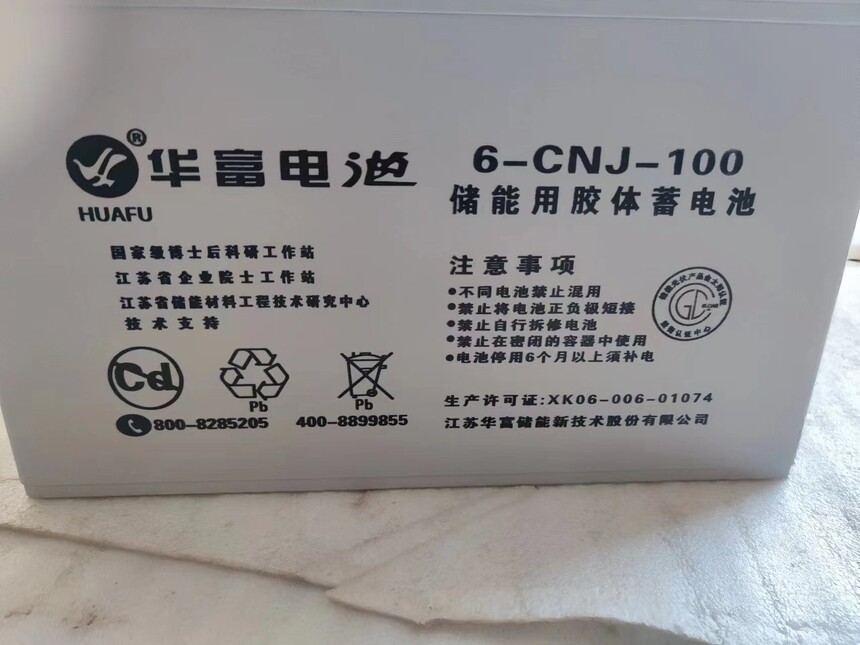 华富电池
®
HUAFU
6-CNJ-100
储能用胶体蓄电池
国家级博士后科研工作站
江苏省企业院士工作站
江苏省储能材料工程技术研究中心
技术支持
注意事项
•不同电池禁止混用
•禁止将电池正负极短接
•禁止自行拆修电池
•禁止在密闭的容器中使用
•电池停用6个月以上须补电
Cd
Pb
Pb
800-8285205 400-8899855
生产许可证:XK06-006-01074
江苏华富储能新技术股份有限公司